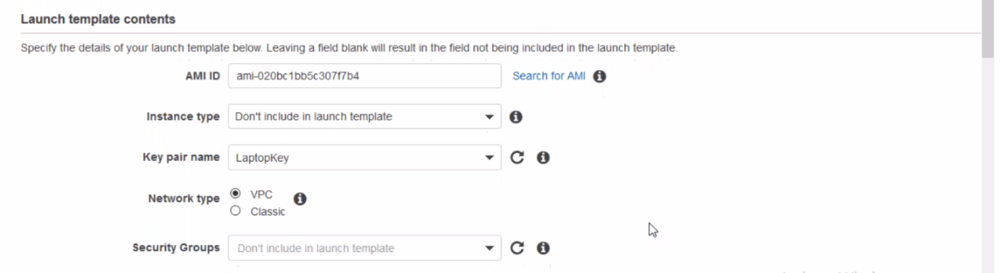 Launch template contents
Specify the details of your launch template below. Leaving a field blank will result in the field not being included in the launch template.
AMI ID ami-020bc1bb5c307f7b4 Search for AMI
Instance type Don't include in launch template
Key pair name LaptopKey
Network type VPC
Classic
Security Groups Don't include in launch template